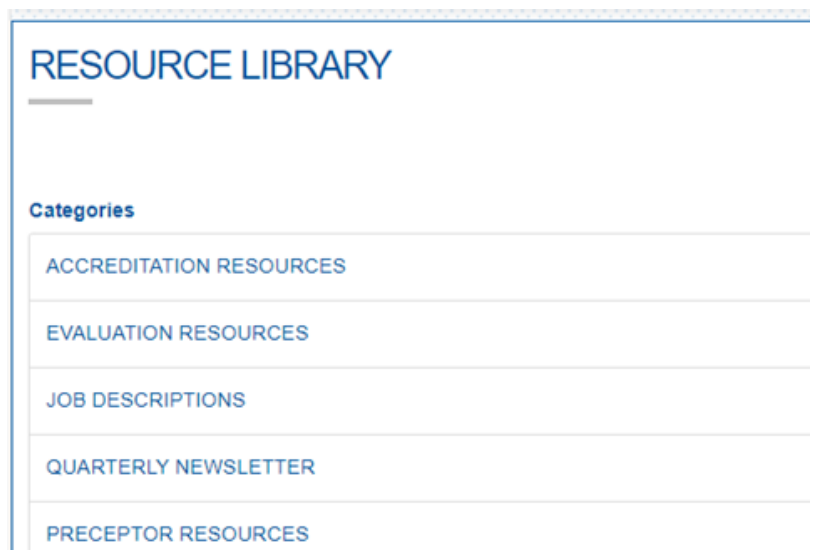 RESOURCE LIBRARY
Categories
ACCREDITATION RESOURCES
EVALUATION RESOURCES
JOB DESCRIPTIONS
QUARTERLY NEWSLETTER
PRECEPTOR RESOURCES